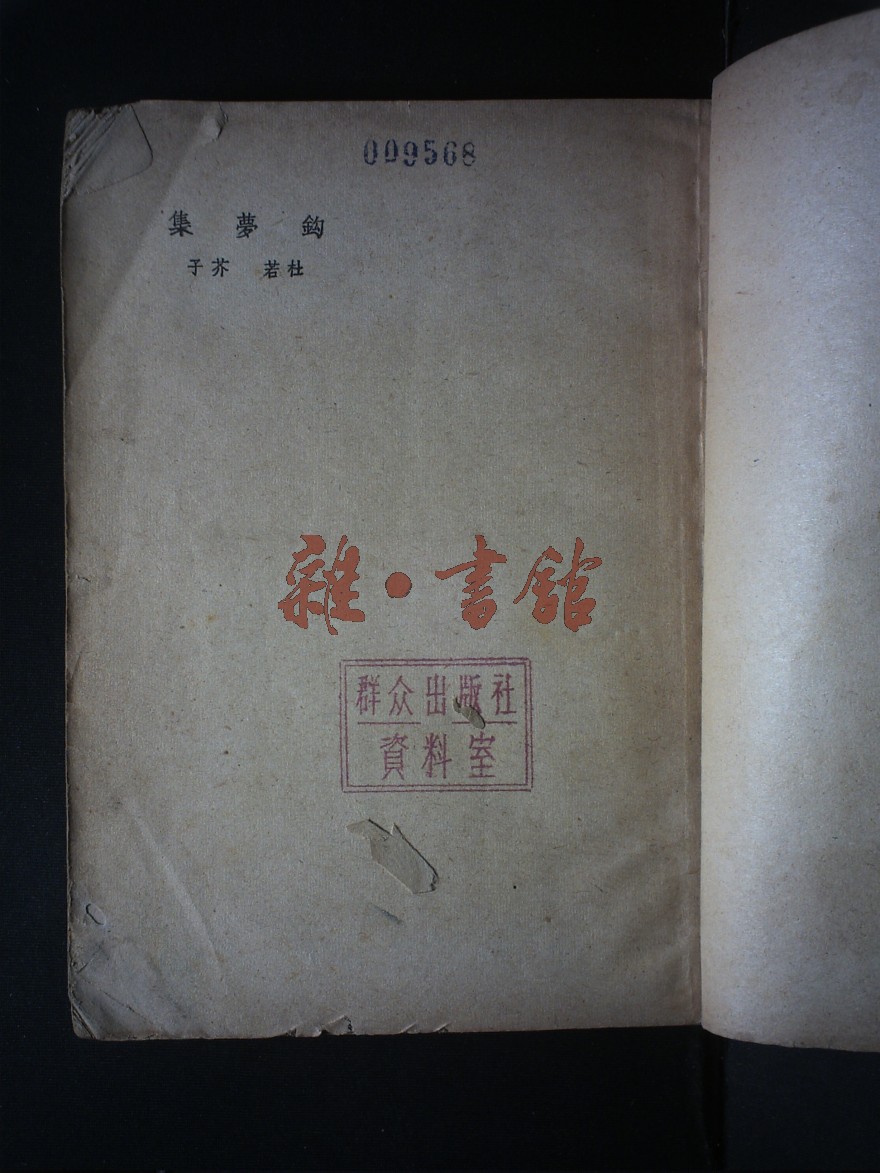 009568
鈎夢集
杜若 芥子
雜·書館
群众出版社
資料室